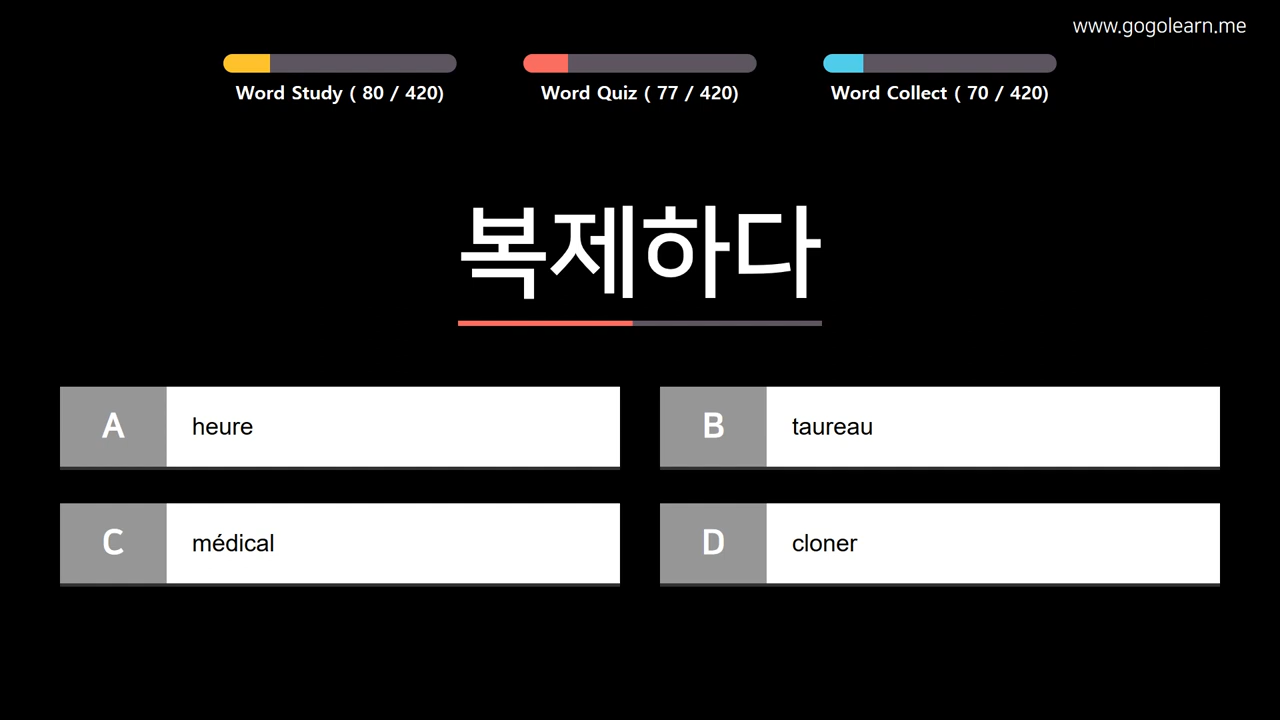 www.gogolearn.me
Word Study ( 80 / 420)
Word Quiz ( 77 / 420)
Word Collect ( 70 / 420)
복제하다
A heure
B taureau
C médical
D cloner